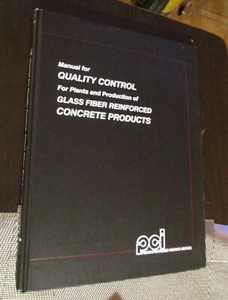 Manual for
QUALITY CONTROL
For Plants and Production of
GLASS FIBER REINFORCED
CONCRETE PRODUCTS
pci